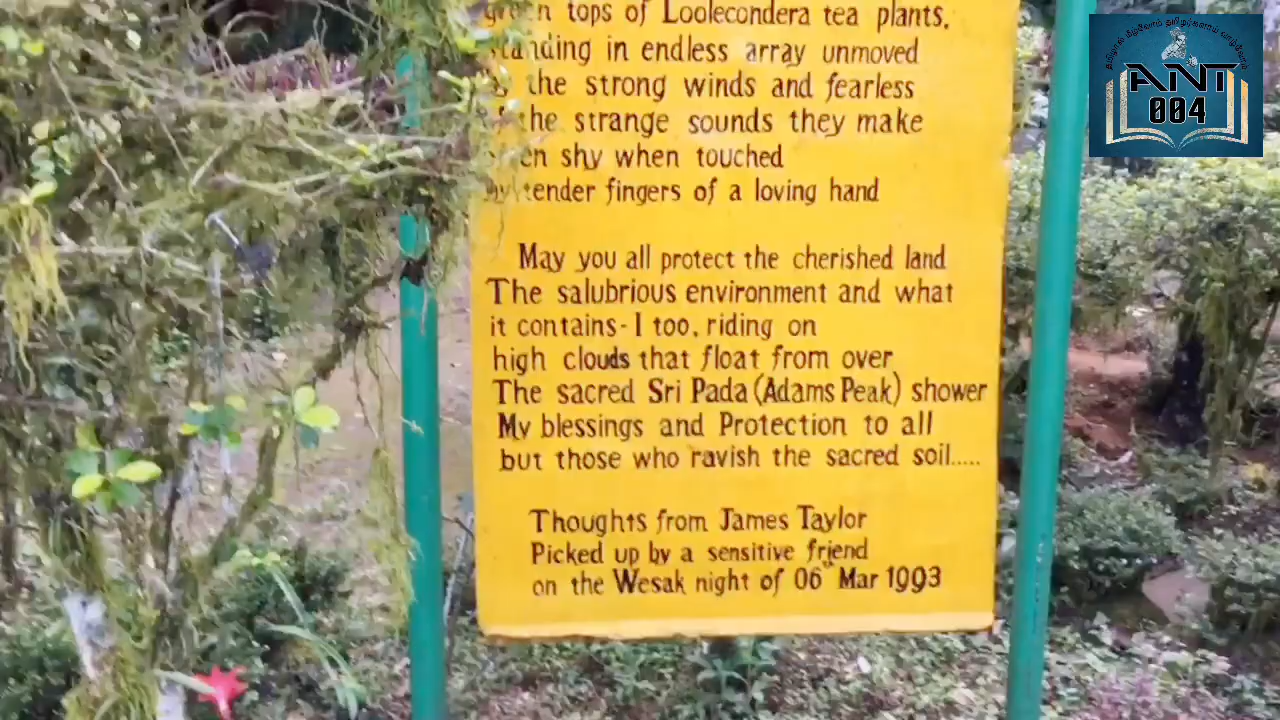 green tops of Loolecondera tea plants,
standing in endless array unmoved
the strong winds and fearless
the strange sounds they make
shy when touched
by tender fingers of a loving hand
May you all protect the cherished land
The salubrious environment and what
it contains- I too, riding on
high clouds that float from over
The sacred Sri Pada (Adams Peak) shower
My blessings and Protection to all
but those who ravish the sacred soil.....
Thoughts from James Taylor
Picked up by a sensitive friend
on the Wesak night of 06th Mar 1993
ANT
004